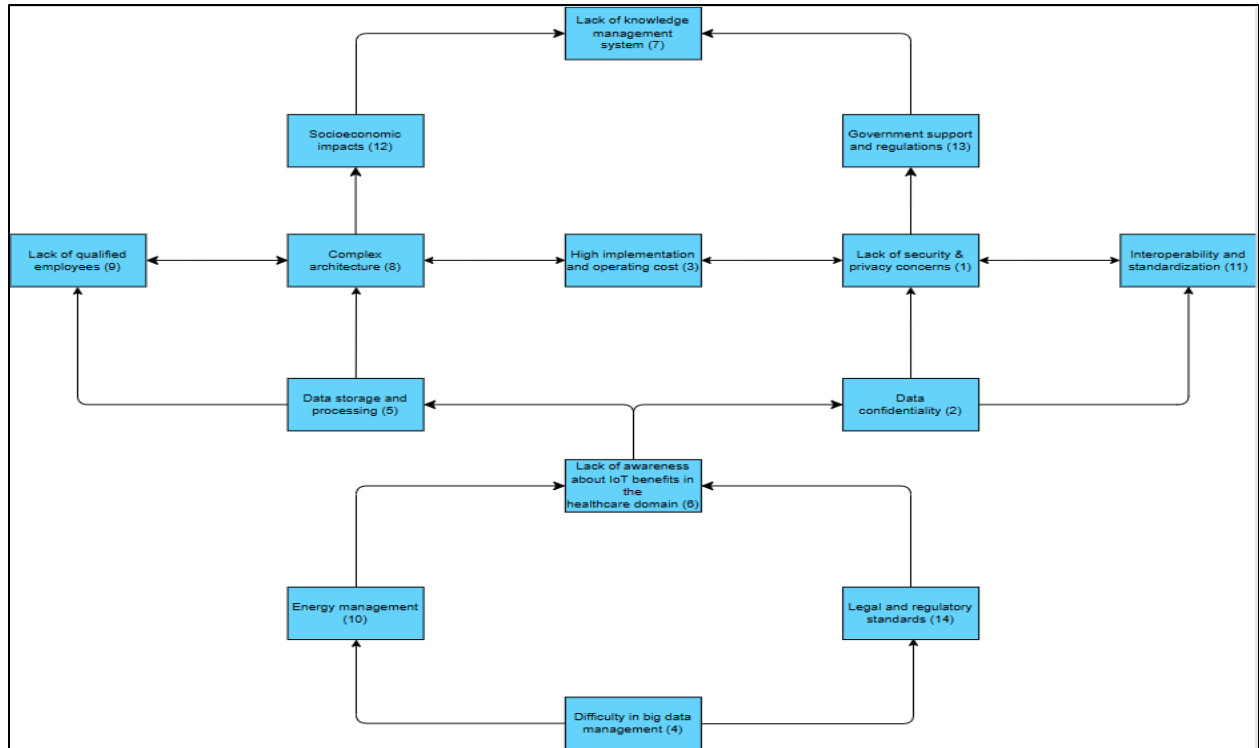 Lack of knowledge
management
system (7)
Socioeconomic
impacts (12)
Government support
and regulations (13)
Lack of qualified
employees (9)
Complex
architecture (8)
High implementation
and operating cost (3)
Lack of security &
privacy concerns (1)
Interoperability and
standardization (11)
Data storage and
processing (5)
Data
confidentiality (2)
Lack of awareness
about IoT benefits in
the
healthcare domain (6)
Energy management
(10)
Legal and regulatory
standards (14)
Difficulty in big data
management (4)